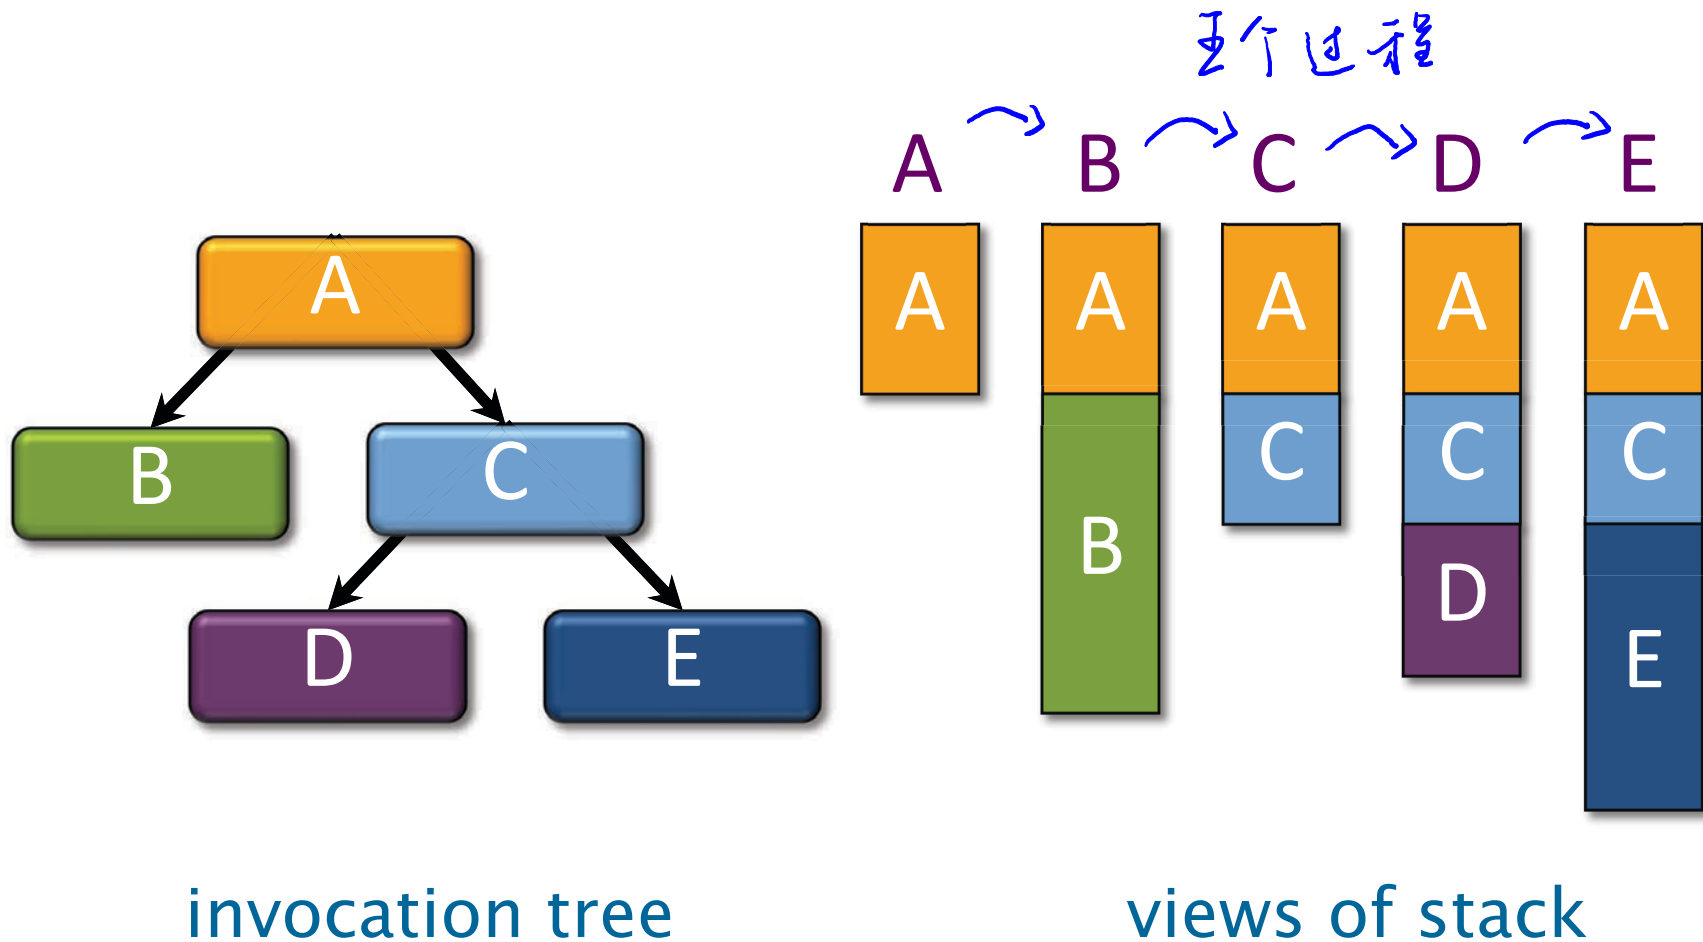 五个过程
A B C D E
A
B C
D E
A A A A A
C C C
B D
E
invocation tree
views of stack